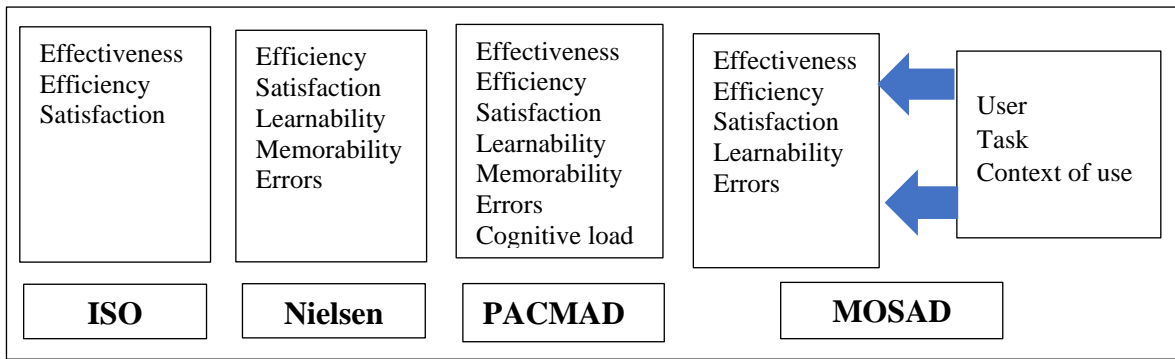 Effectiveness
Efficiency
Satisfaction
Efficiency
Satisfaction
Learnability
Memorability
Errors
Effectiveness
Efficiency
Satisfaction
Learnability
Memorability
Errors
Cognitive load
Effectiveness
Efficiency
Satisfaction
Learnability
Errors
User
Task
Context of use
ISO
Nielsen
PACMAD
MOSAD